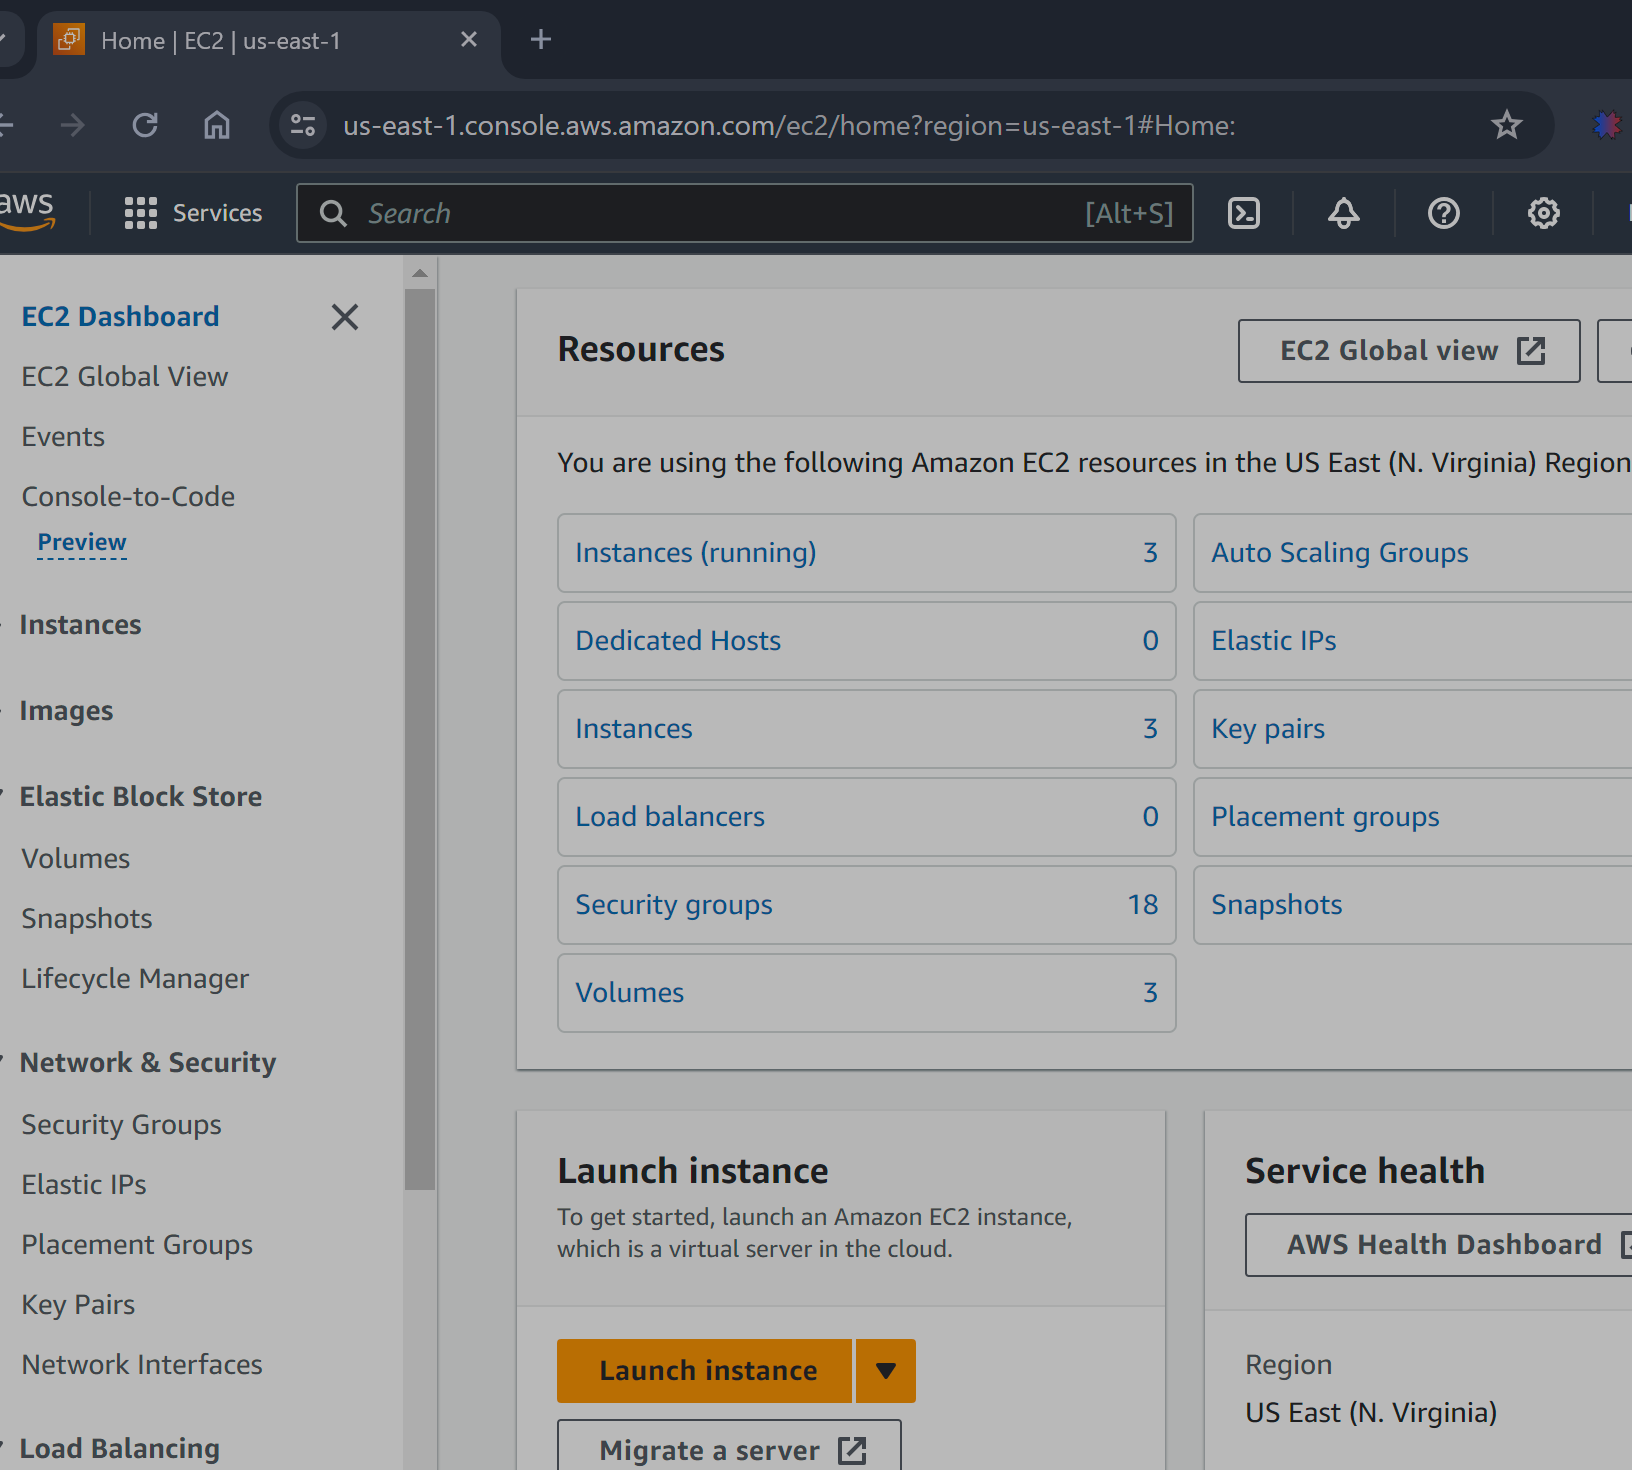 Home | EC2 | us-east-1
us-east-1.console.aws.amazon.com/ec2/home?region=us-east-1#Home:
aws
Services
Search
[Alt+S]
EC2 Dashboard
EC2 Global View
Events
Console-to-Code
Preview
Instances
Images
Elastic Block Store
Volumes
Snapshots
Lifecycle Manager
Network & Security
Security Groups
Elastic IPs
Placement Groups
Key Pairs
Network Interfaces
Load Balancing
Resources
EC2 Global view
You are using the following Amazon EC2 resources in the US East (N. Virginia) Region
Instances (running) 3
Auto Scaling Groups
Dedicated Hosts 0
Elastic IPs
Instances 3
Key pairs
Load balancers 0
Placement groups
Security groups 18
Snapshots
Volumes 3
Launch instance
To get started, launch an Amazon EC2 instance,
which is a virtual server in the cloud.
Launch instance
Migrate a server
Service health
AWS Health Dashboard
Region
US East (N. Virginia)